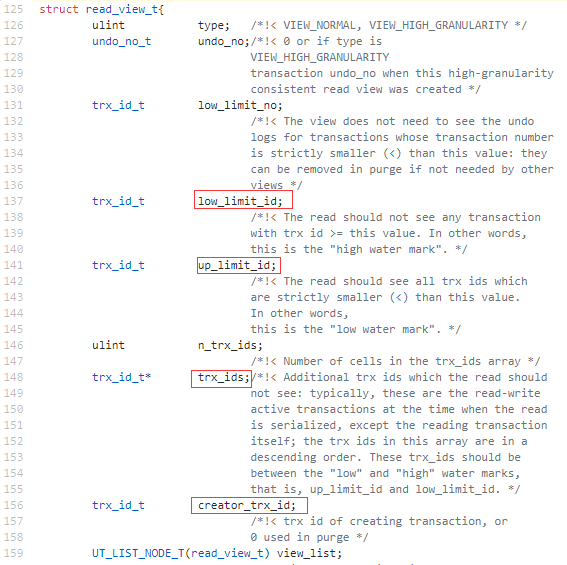 125 struct read_view_t{
126 ulint type; /*!< VIEW_NORMAL, VIEW_HIGH_GRANULARITY */
127 undo_no_t undo_no;/*!< 0 or if type is
128 VIEW_HIGH_GRANULARITY
129 transaction undo_no when this high-granularity
130 consistent read view was created */
131 trx_id_t low_limit_no;
132 /*!< The view does not need to see the undo
133 logs for transactions whose transaction number
134 is strictly smaller (<) than this value: they
135 can be removed in purge if not needed by other
136 views */
137 trx_id_t low_limit_id;
138 /*!< The read should not see any transaction
139 with trx id >= this value. In other words,
140 this is the "high water mark". */
141 trx_id_t up_limit_id;
142 /*!< The read should see all trx ids which
143 are strictly smaller (<) than this value.
144 In other words,
145 this is the "low water mark". */
146 ulint n_trx_ids;
147 /*!< Number of cells in the trx_ids array */
148 trx_id_t* trx_ids;/*!< Additional trx ids which the read should
149 not see: typically, these are the read-write
150 active transactions at the time when the read
151 is serialized, except the reading transaction
152 itself; the trx ids in this array are in a
153 descending order. These trx_ids should be
154 between the "low" and "high" water marks,
155 that is, up_limit_id and low_limit_id. */
156 trx_id_t creator_trx_id;
157 /*!< trx id of creating transaction, or
158 0 used in purge */
159 UT_LIST_NODE_T(read_view_t) view_list;